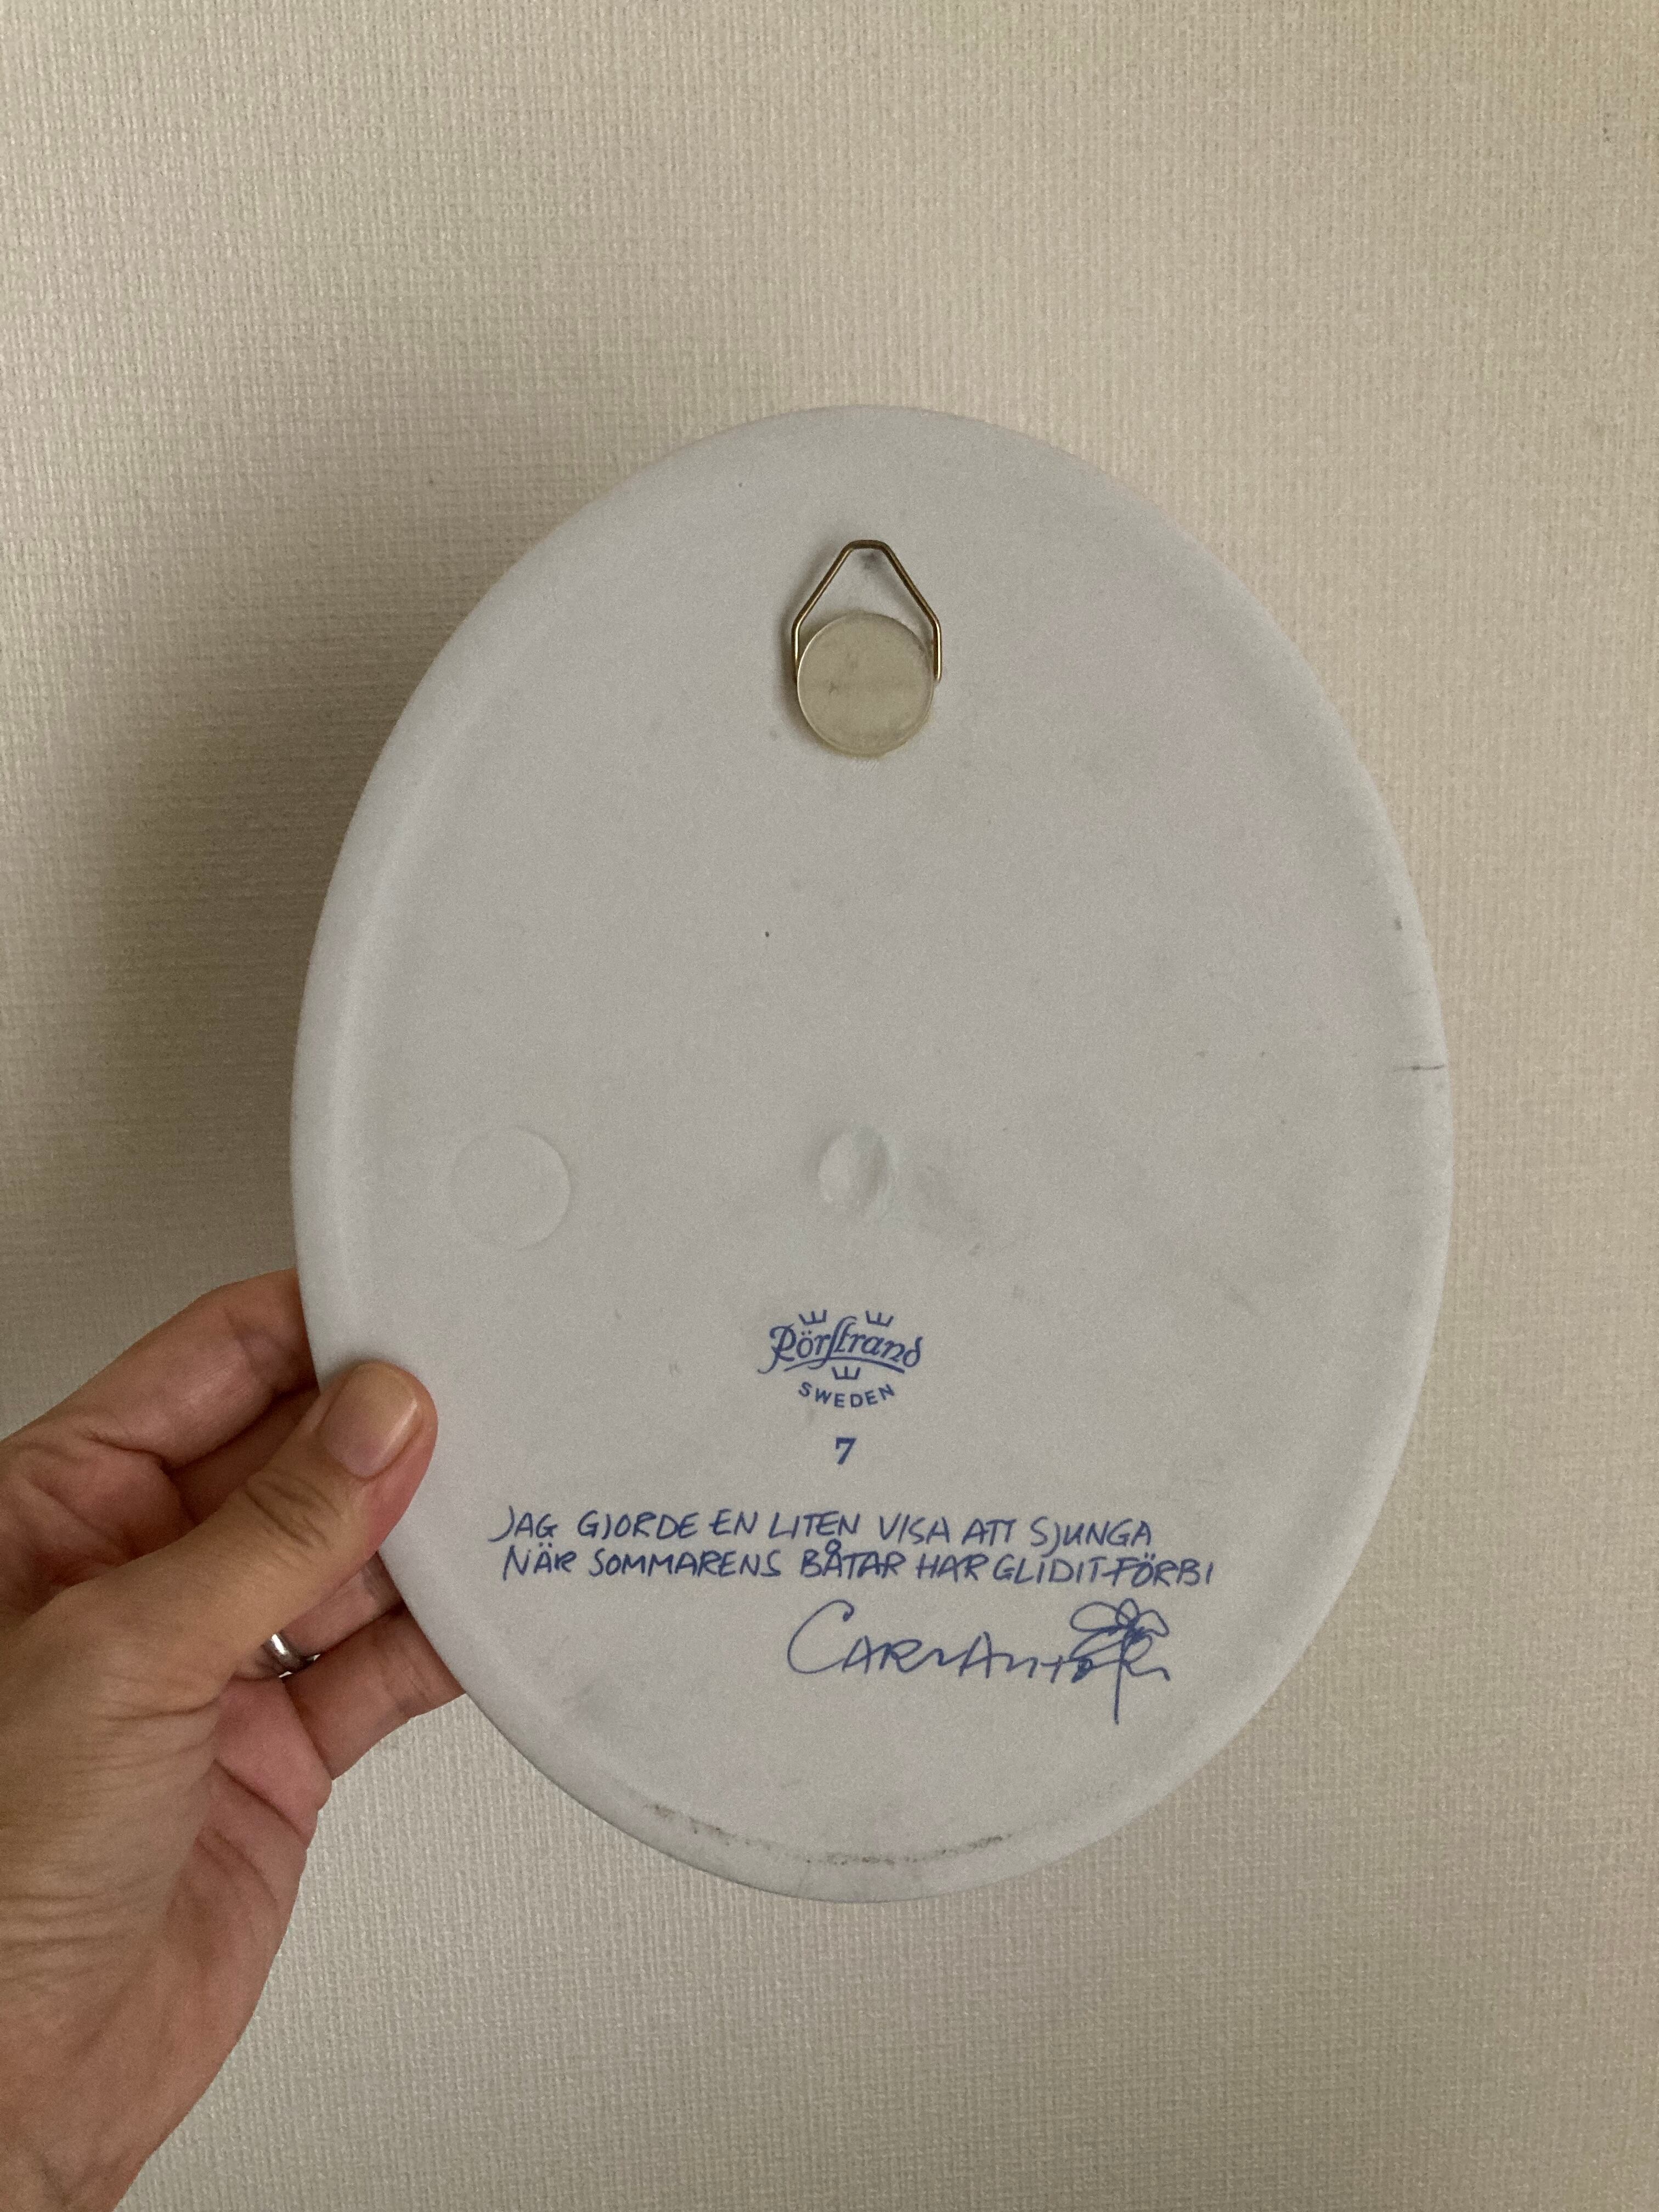 Rörstrand
SWEDEN
7
JAG GJORDE EN LITEN VISA ATT SJUNGA
NÄR SOMMARENS BÅTAR HAR GLIDIT FÖRBI